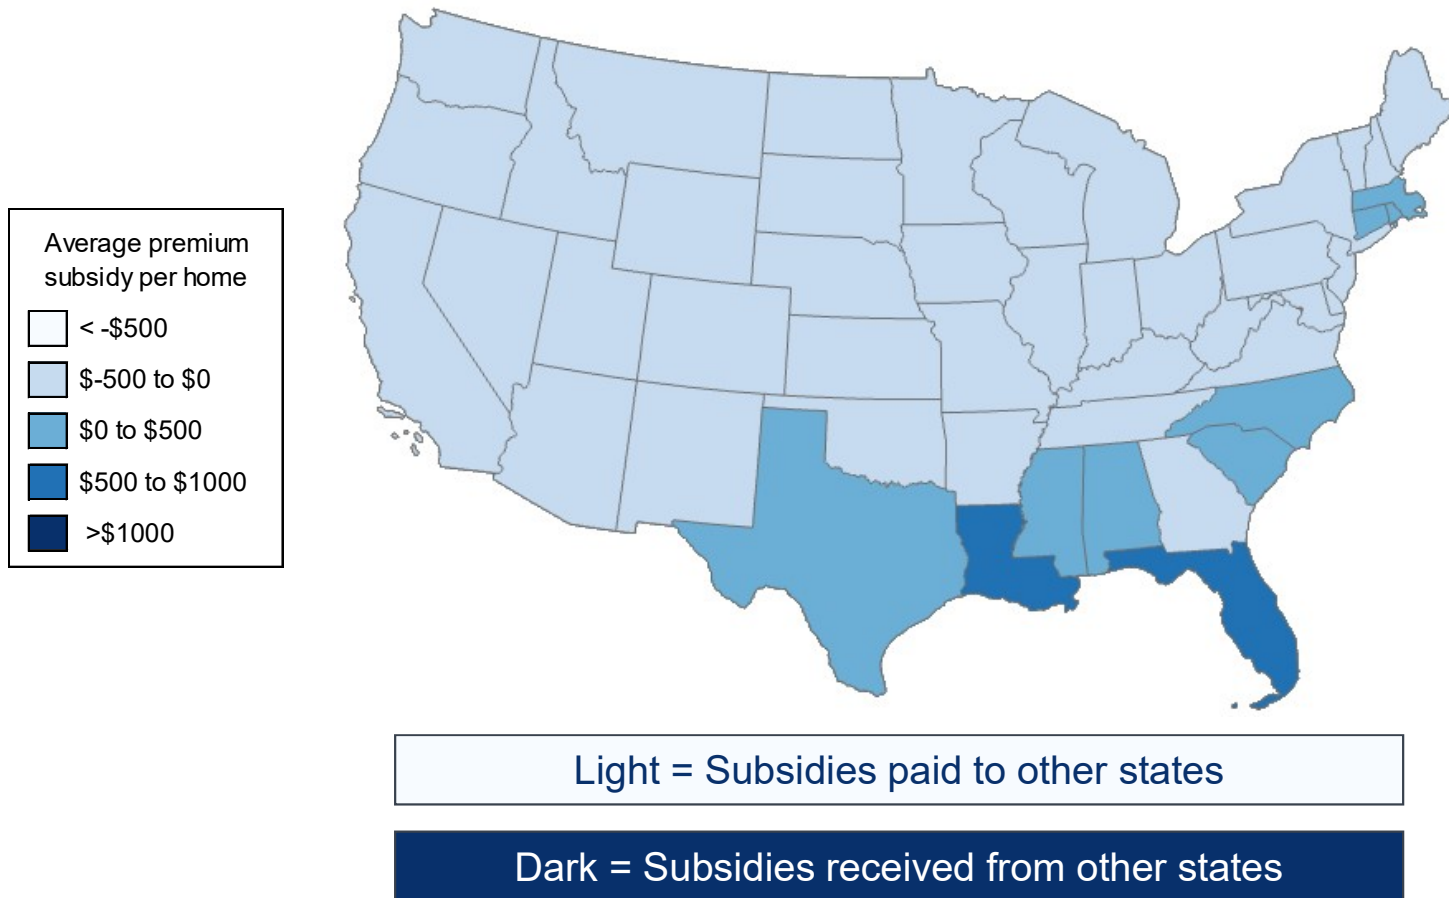 Average premium
subsidy per home
< -$500
$-500 to $0
$0 to $500
$500 to $1000
>$1000
Light = Subsidies paid to other states
Dark = Subsidies received from other states